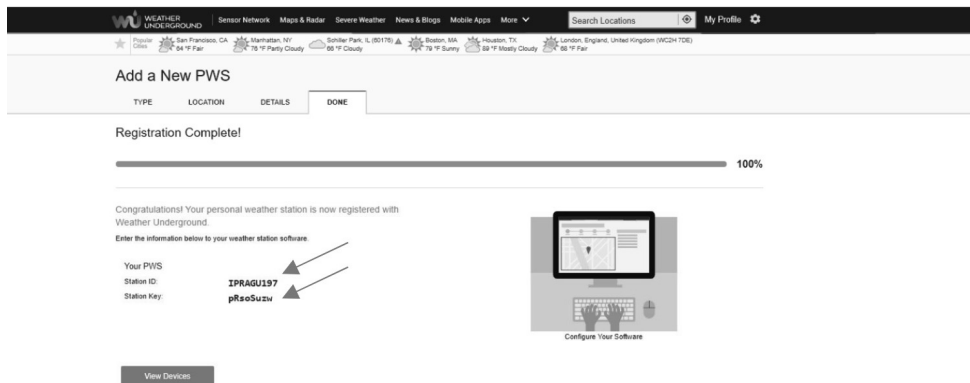 WEATHER UNDERGROUND Sensor Network Maps & Radar Severe Weather News & Blogs Mobile Apps More Search Locations My Profile
Popular Cities San Francisco, CA 64 °F Fair Manhattan, NY 76 °F Partly Cloudy Schiller Park, IL (60176) 66 °F Cloudy Boston, MA 79 °F Sunny Houston, TX 89 °F Mostly Cloudy London, England, United Kingdom (WC2H 7DE) 66 °F Fair
Add a New PWS
TYPE LOCATION DETAILS DONE
Registration Complete!
100%
Congratulations! Your personal weather station is now registered with
Weather Underground.
Enter the information below to your weather station software.
Your PWS
Station ID: IPRAGU197
Station Key: pRsoSuzw
Configure Your Software
View Devices